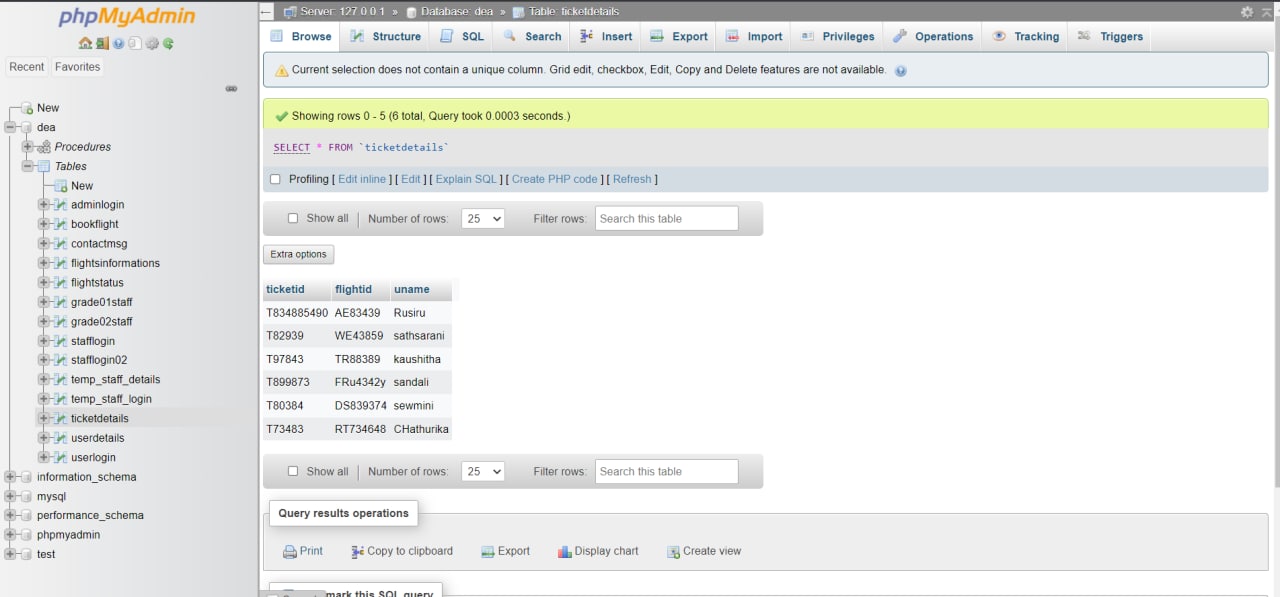 phpMyAdmin
Recent Favorites
New
dea
Procedures
Tables
New
adminlogin
bookflight
contactmsg
flightsinformations
flightstatus
grade01staff
grade02staff
stafflogin
stafflogin02
temp_staff_details
temp_staff_login
ticketdetails
userdetails
userlogin
information_schema
mysql
performance_schema
phpmyadmin
test
Server: 127.0.0.1 » Database: dea » Table: ticketdetails
Browse Structure SQL Search Insert Export Import Privileges Operations Tracking Triggers
Current selection does not contain a unique column. Grid edit, checkbox, Edit, Copy and Delete features are not available.
Showing rows 0 - 5 (6 total, Query took 0.0003 seconds.)
SELECT * FROM `ticketdetails`
Profiling [ Edit inline ] [ Edit ] [ Explain SQL ] [ Create PHP code ] [ Refresh ]
Show all | Number of rows: 25 Filter rows: Search this table
Extra options
ticketid flightid uname
T834885490 AE83439 Rusiru
T82939 WE43859 sathsarani
T97843 TR88389 kaushitha
T899873 FRu4342y sandali
T80384 DS839374 sewmini
T73483 RT734648 CHathurika
Show all | Number of rows: 25 Filter rows: Search this table
Query results operations
Print Copy to clipboard Export Display chart Create view
mark this SQL query